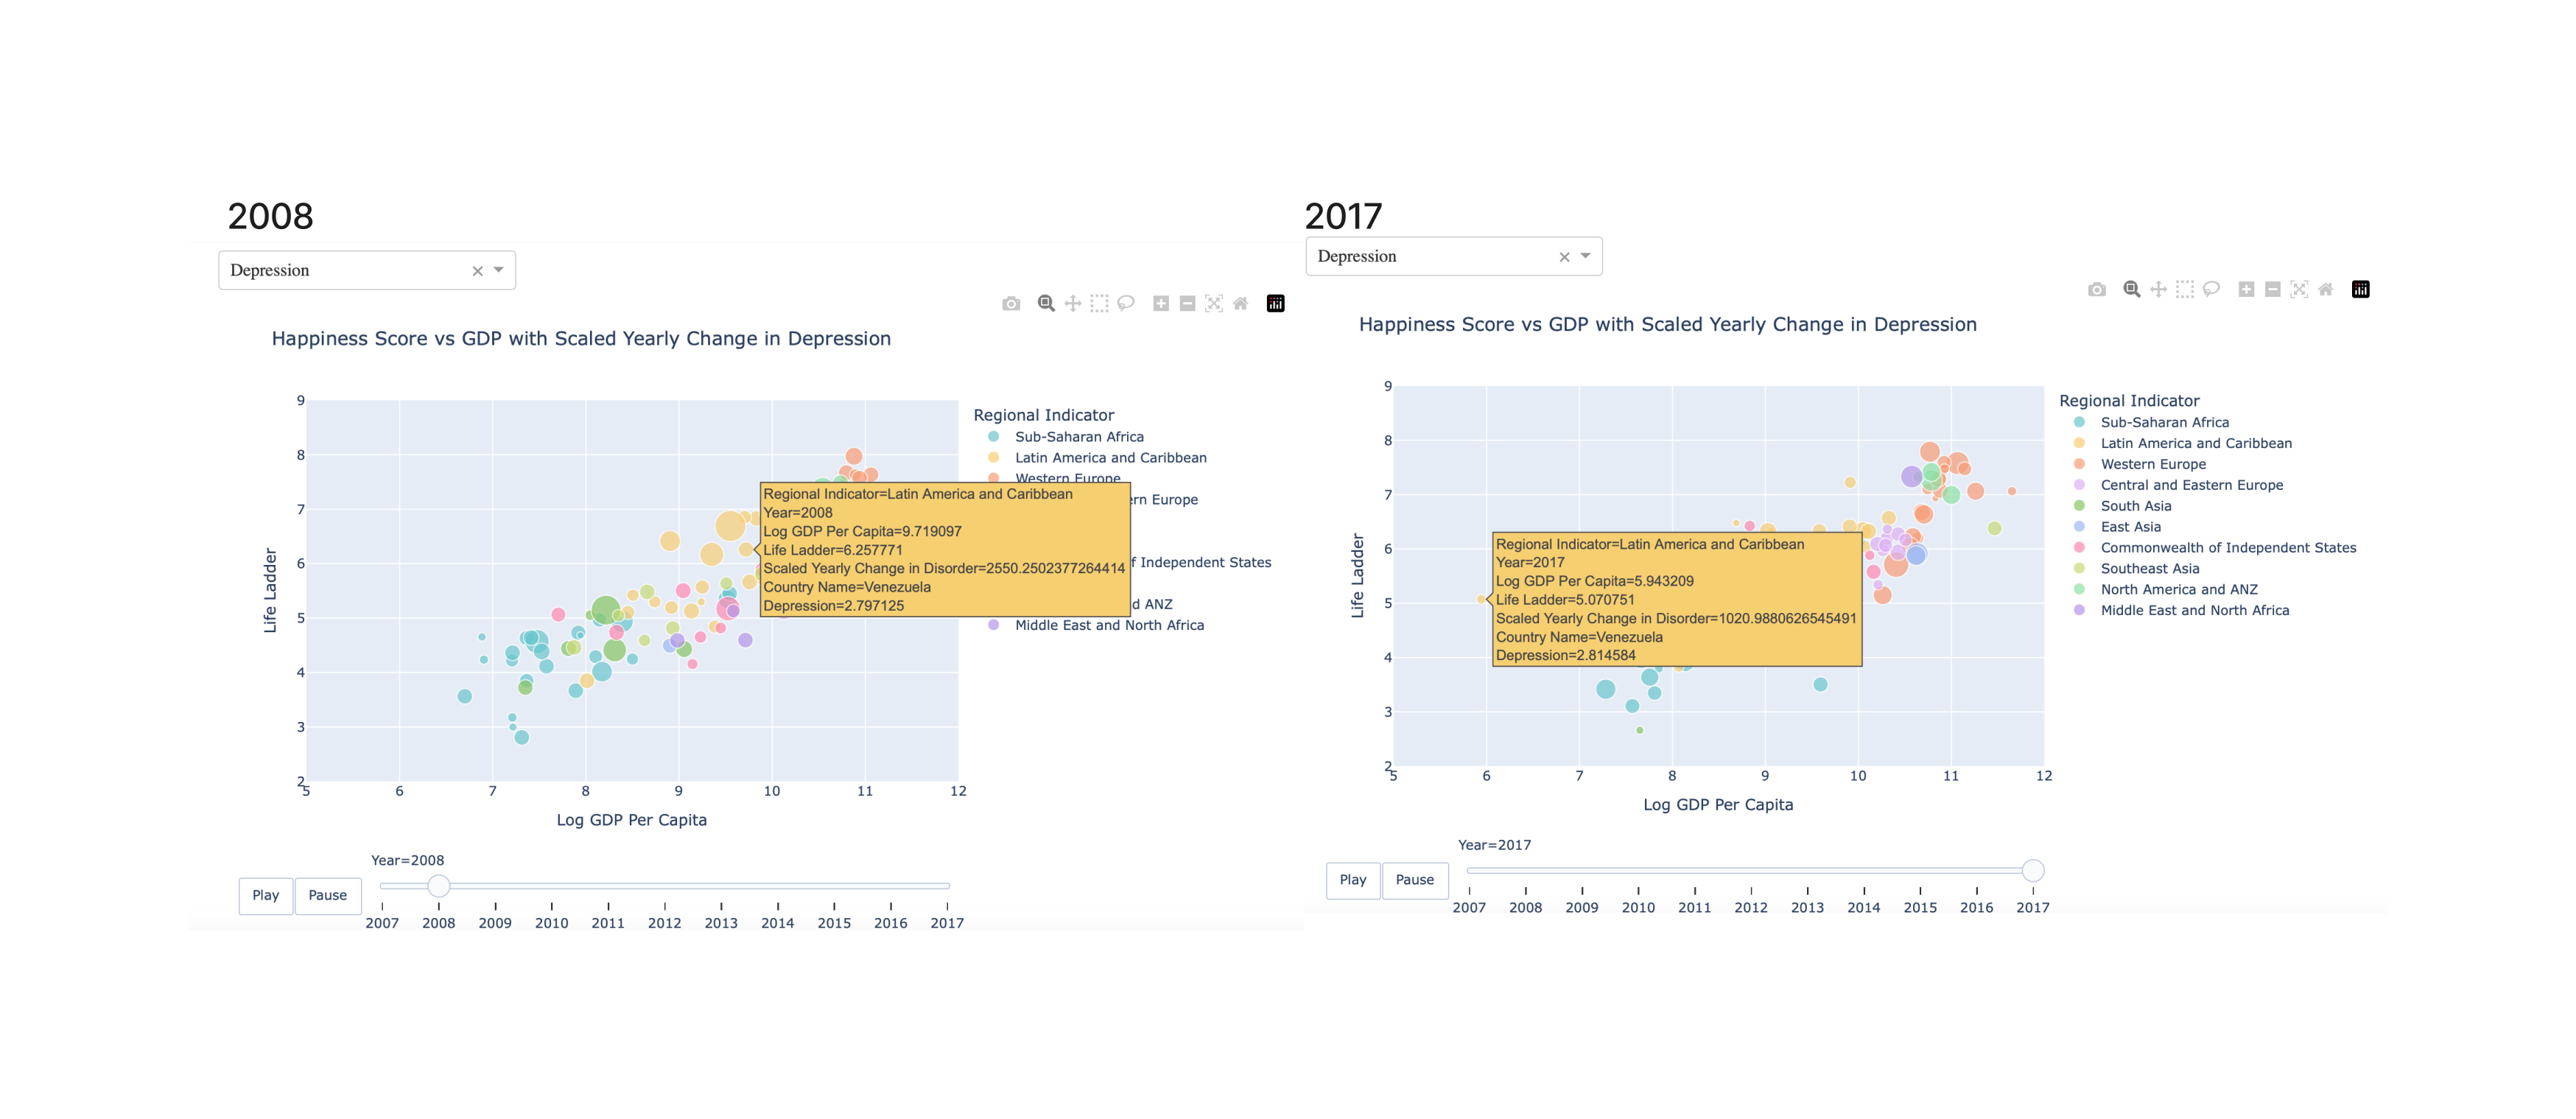 2008
Depression
Happiness Score vs GDP with Scaled Yearly Change in Depression
9
8
7
6
5
4
3
2
Life Ladder
5 6 7 8 9 10 11 12
Log GDP Per Capita
Regional Indicator
Sub-Saharan Africa
Latin America and Caribbean
Western Europe
ern Europe
f Independent States
d ANZ
Middle East and North Africa
Regional Indicator=Latin America and Caribbean
Year=2008
Log GDP Per Capita=9.719097
Life Ladder=6.257771
Scaled Yearly Change in Disorder=2550.2502377264414
Country Name=Venezuela
Depression=2.797125
Year=2008
Play Pause
2007 2008 2009 2010 2011 2012 2013 2014 2015 2016 2017
2017
Depression
Happiness Score vs GDP with Scaled Yearly Change in Depression
9
8
7
6
5
4
3
2
Life Ladder
5 6 7 8 9 10 11 12
Log GDP Per Capita
Regional Indicator
Sub-Saharan Africa
Latin America and Caribbean
Western Europe
Central and Eastern Europe
South Asia
East Asia
Commonwealth of Independent States
Southeast Asia
North America and ANZ
Middle East and North Africa
Regional Indicator=Latin America and Caribbean
Year=2017
Log GDP Per Capita=5.943209
Life Ladder=5.070751
Scaled Yearly Change in Disorder=1020.9880626545491
Country Name=Venezuela
Depression=2.814584
Year=2017
Play Pause
2007 2008 2009 2010 2011 2012 2013 2014 2015 2016 2017